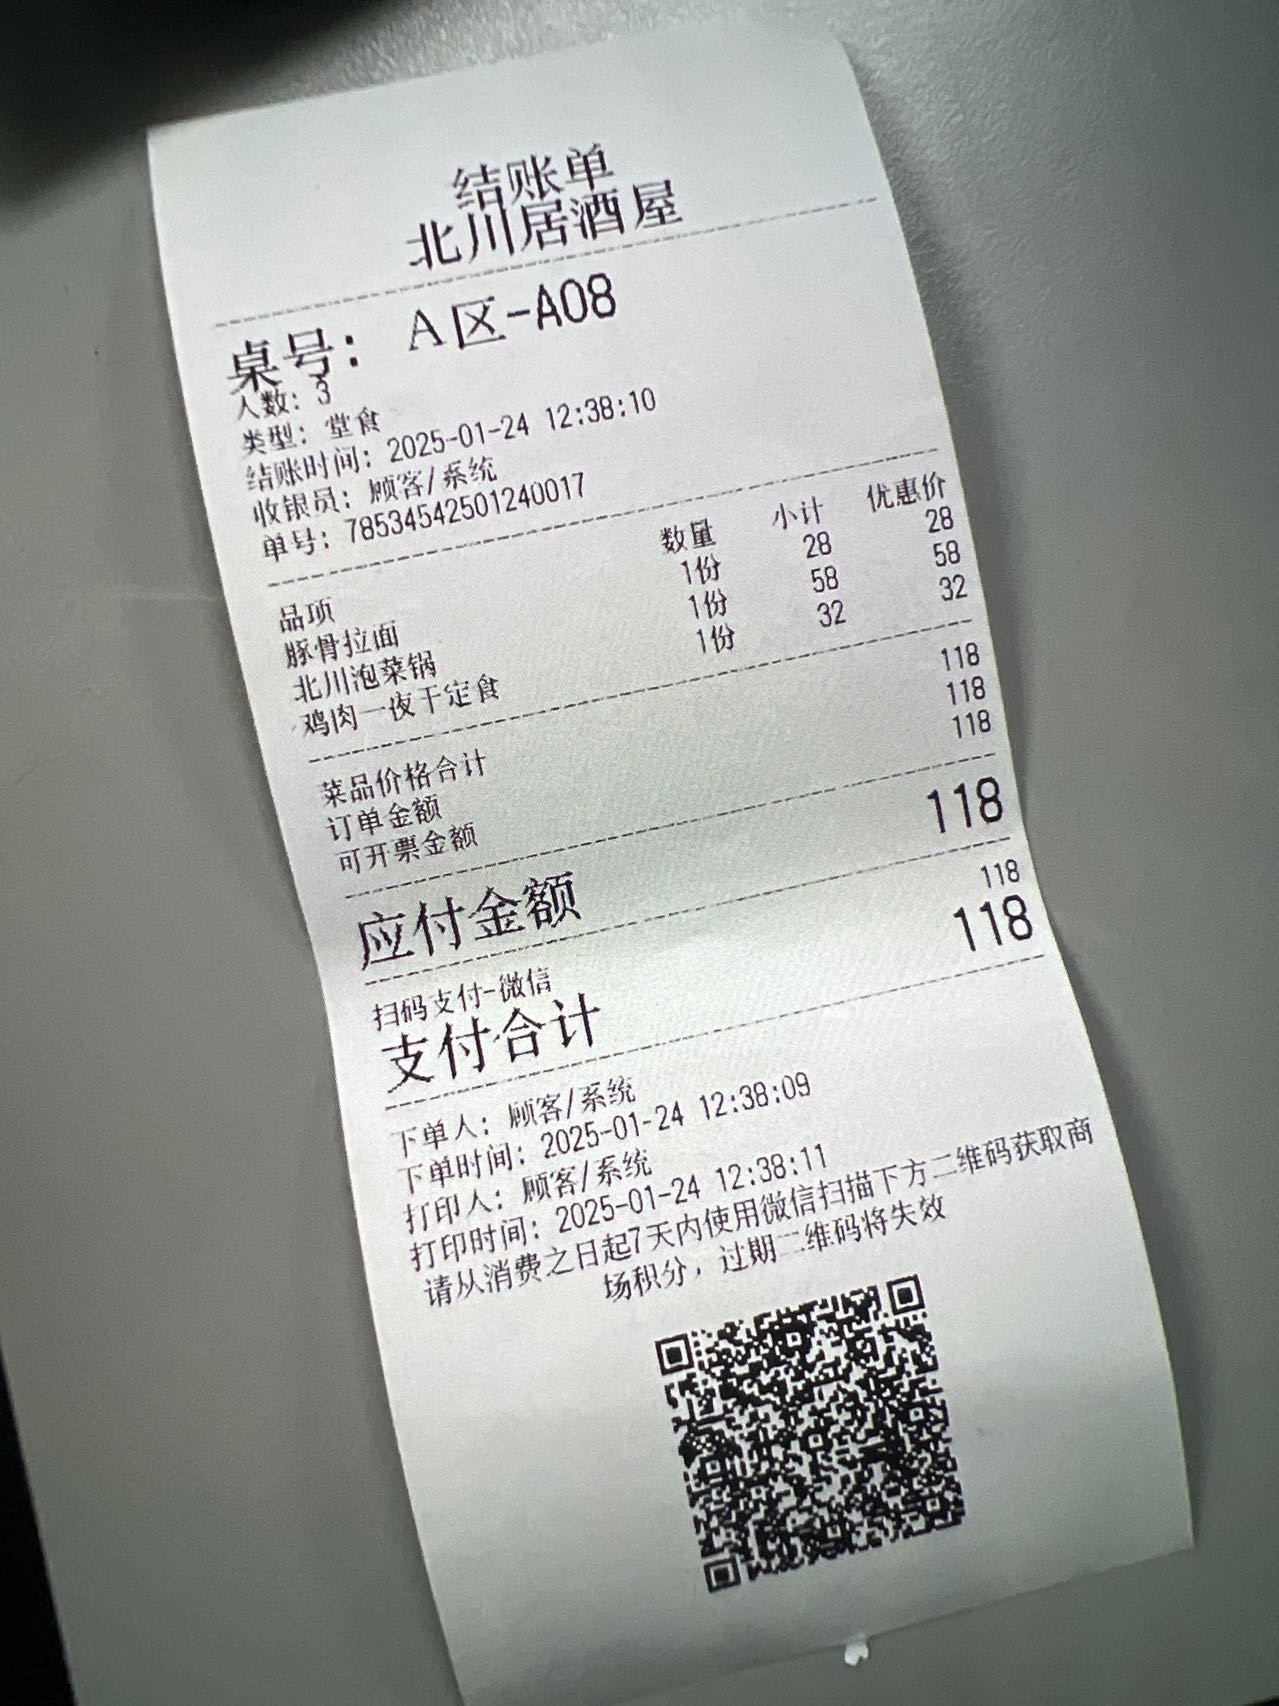 结账单
北川居酒屋
桌号： A区-A08
人数：3
类型：堂食
结账时间：2025-01-24 12:38:10
收银员：顾客/系统
单号：78534542501240017
品项 数量 小计 优惠价
豚骨拉面 1份 28 28
北川泡菜锅 1份 58 58
鸡肉一夜干定食 1份 32 32
菜品价格合计 118
订单金额 118
可开票金额 118
应付金额 118
扫码支付-微信 118
支付合计 118
下单人：顾客/系统
下单时间：2025-01-24 12:38:09
打印人：顾客/系统
打印时间：2025-01-24 12:38:11
请从消费之日起7天内使用微信扫描下方二维码获取商
场积分，过期二维码将失效